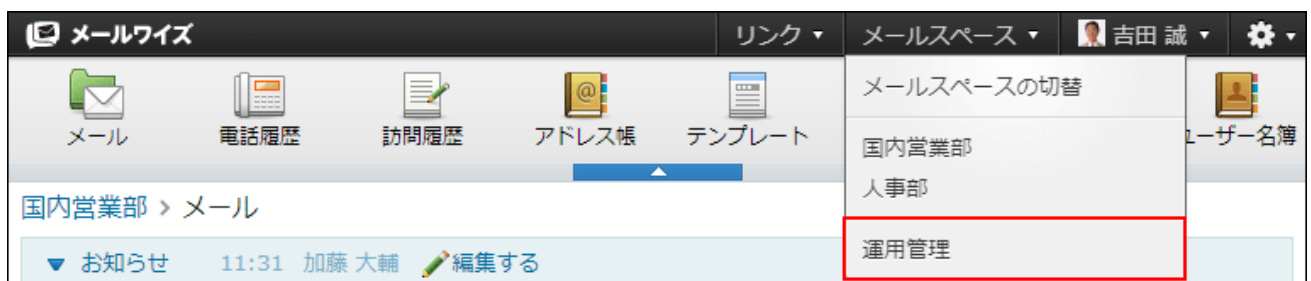 メールワイズ リンク▼ メールスペース▼ 吉田 誠▼
メールスペースの切替
メール 電話履歴 訪問履歴 アドレス帳 テンプレート ーザー名簿
国内営業部
人事部
国内営業部 > メール
運用管理
▼ お知らせ 11:31 加藤 大輔 編集する